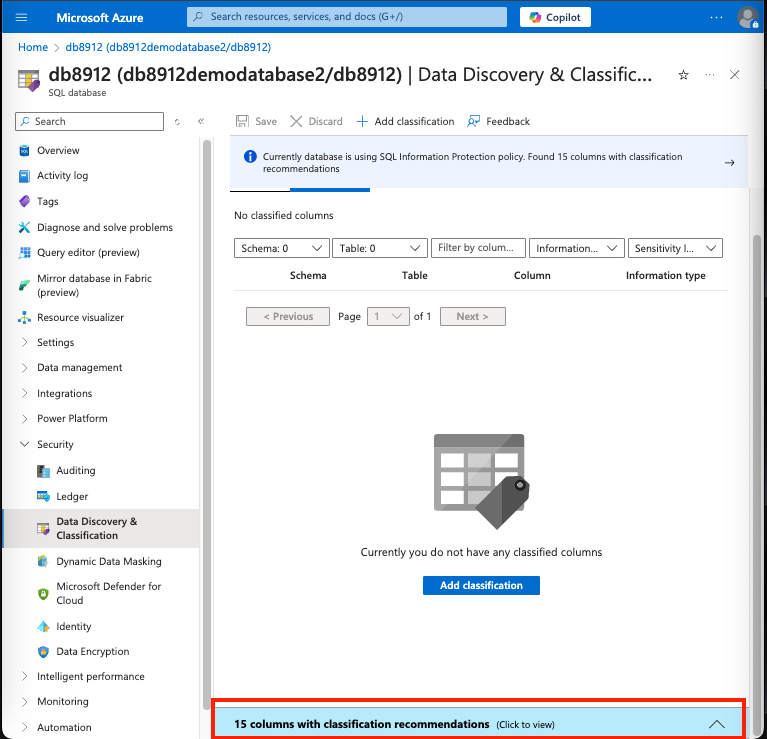 Microsoft Azure
Search resources, services, and docs (G+/)
Copilot
Home > db8912 (db8912demodatabase2/db8912)
db8912 (db8912demodatabase2/db8912) | Data Discovery & Classific...
SQL database
Search
Save
Discard
Add classification
Feedback
Overview
Activity log
Tags
Diagnose and solve problems
Query editor (preview)
Mirror database in Fabric
(preview)
Resource visualizer
Settings
Data management
Integrations
Power Platform
Security
Auditing
Ledger
Data Discovery &
Classification
Dynamic Data Masking
Microsoft Defender for
Cloud
Identity
Data Encryption
Intelligent performance
Monitoring
Automation
Currently database is using SQL Information Protection policy. Found 15 columns with classification
recommendations
No classified columns
Schema: 0
Table: 0
Filter by colum...
Information...
Sensitivity l...
Schema Table Column Information type
< Previous Page 1 of 1 Next >
Currently you do not have any classified columns
Add classification
15 columns with classification recommendations (Click to view)